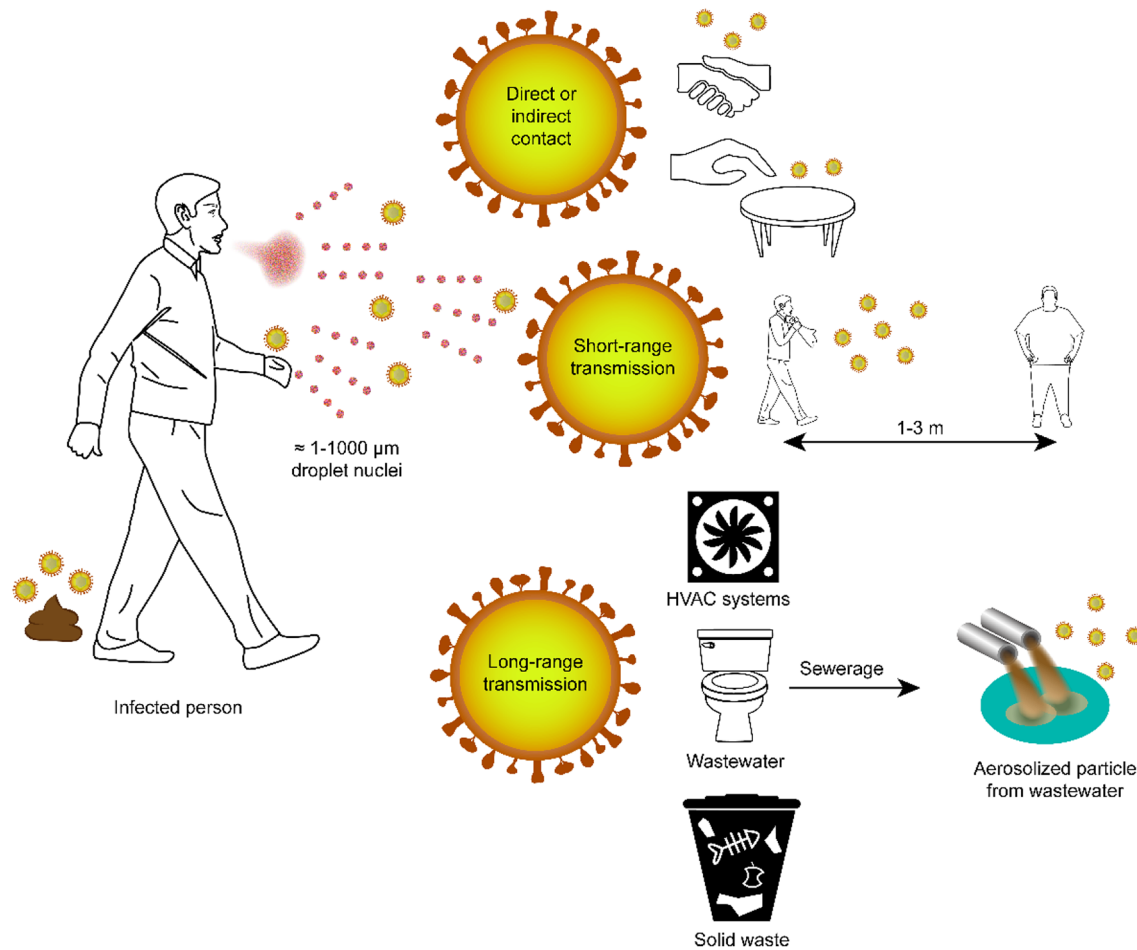 Direct or
indirect
contact
Short-range
transmission
1-3 m
≈ 1-1000 μm
droplet nuclei
HVAC systems
Long-range
transmission
Sewerage
Infected person
Wastewater
Aerosolized particle
from wastewater
Solid waste